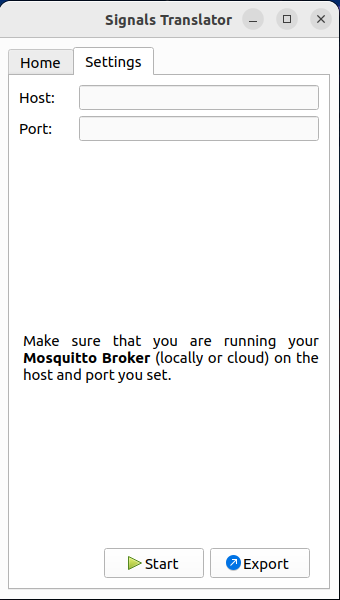 Signals Translator
Home Settings
Host:
Port:
Make sure that you are running your
Mosquitto Broker (locally or cloud) on the
host and port you set.
Start Export